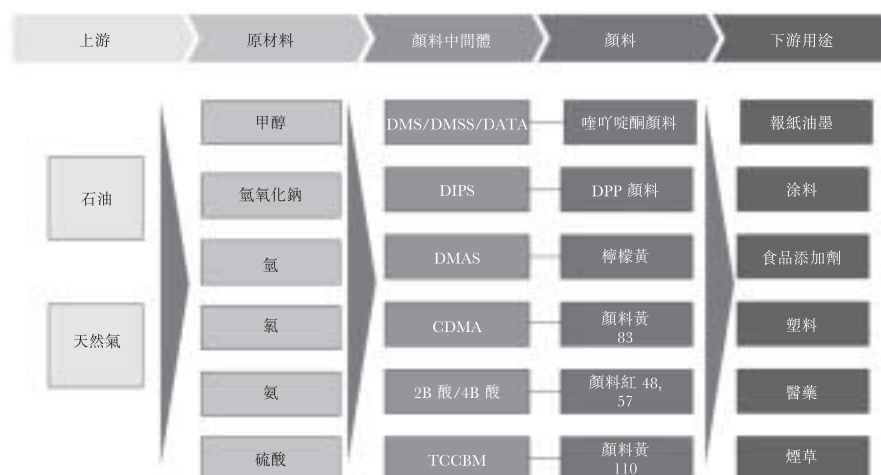 上游
原材料
顏料中間體
顏料
下游用途
甲醇
DMS/DMSS/DATA
喹吖啶酮顏料
報紙油墨
石油
氫氧化鈉
DIPS
DPP 顏料
涂料
氫
DMAS
檸檬黃
食品添加劑
天然氣
氯
CDMA
顏料黃
83
塑料
氨
2B 酸/4B 酸
顏料紅 48,
57
醫藥
硫酸
TCCBM
顏料黃
110
煙草